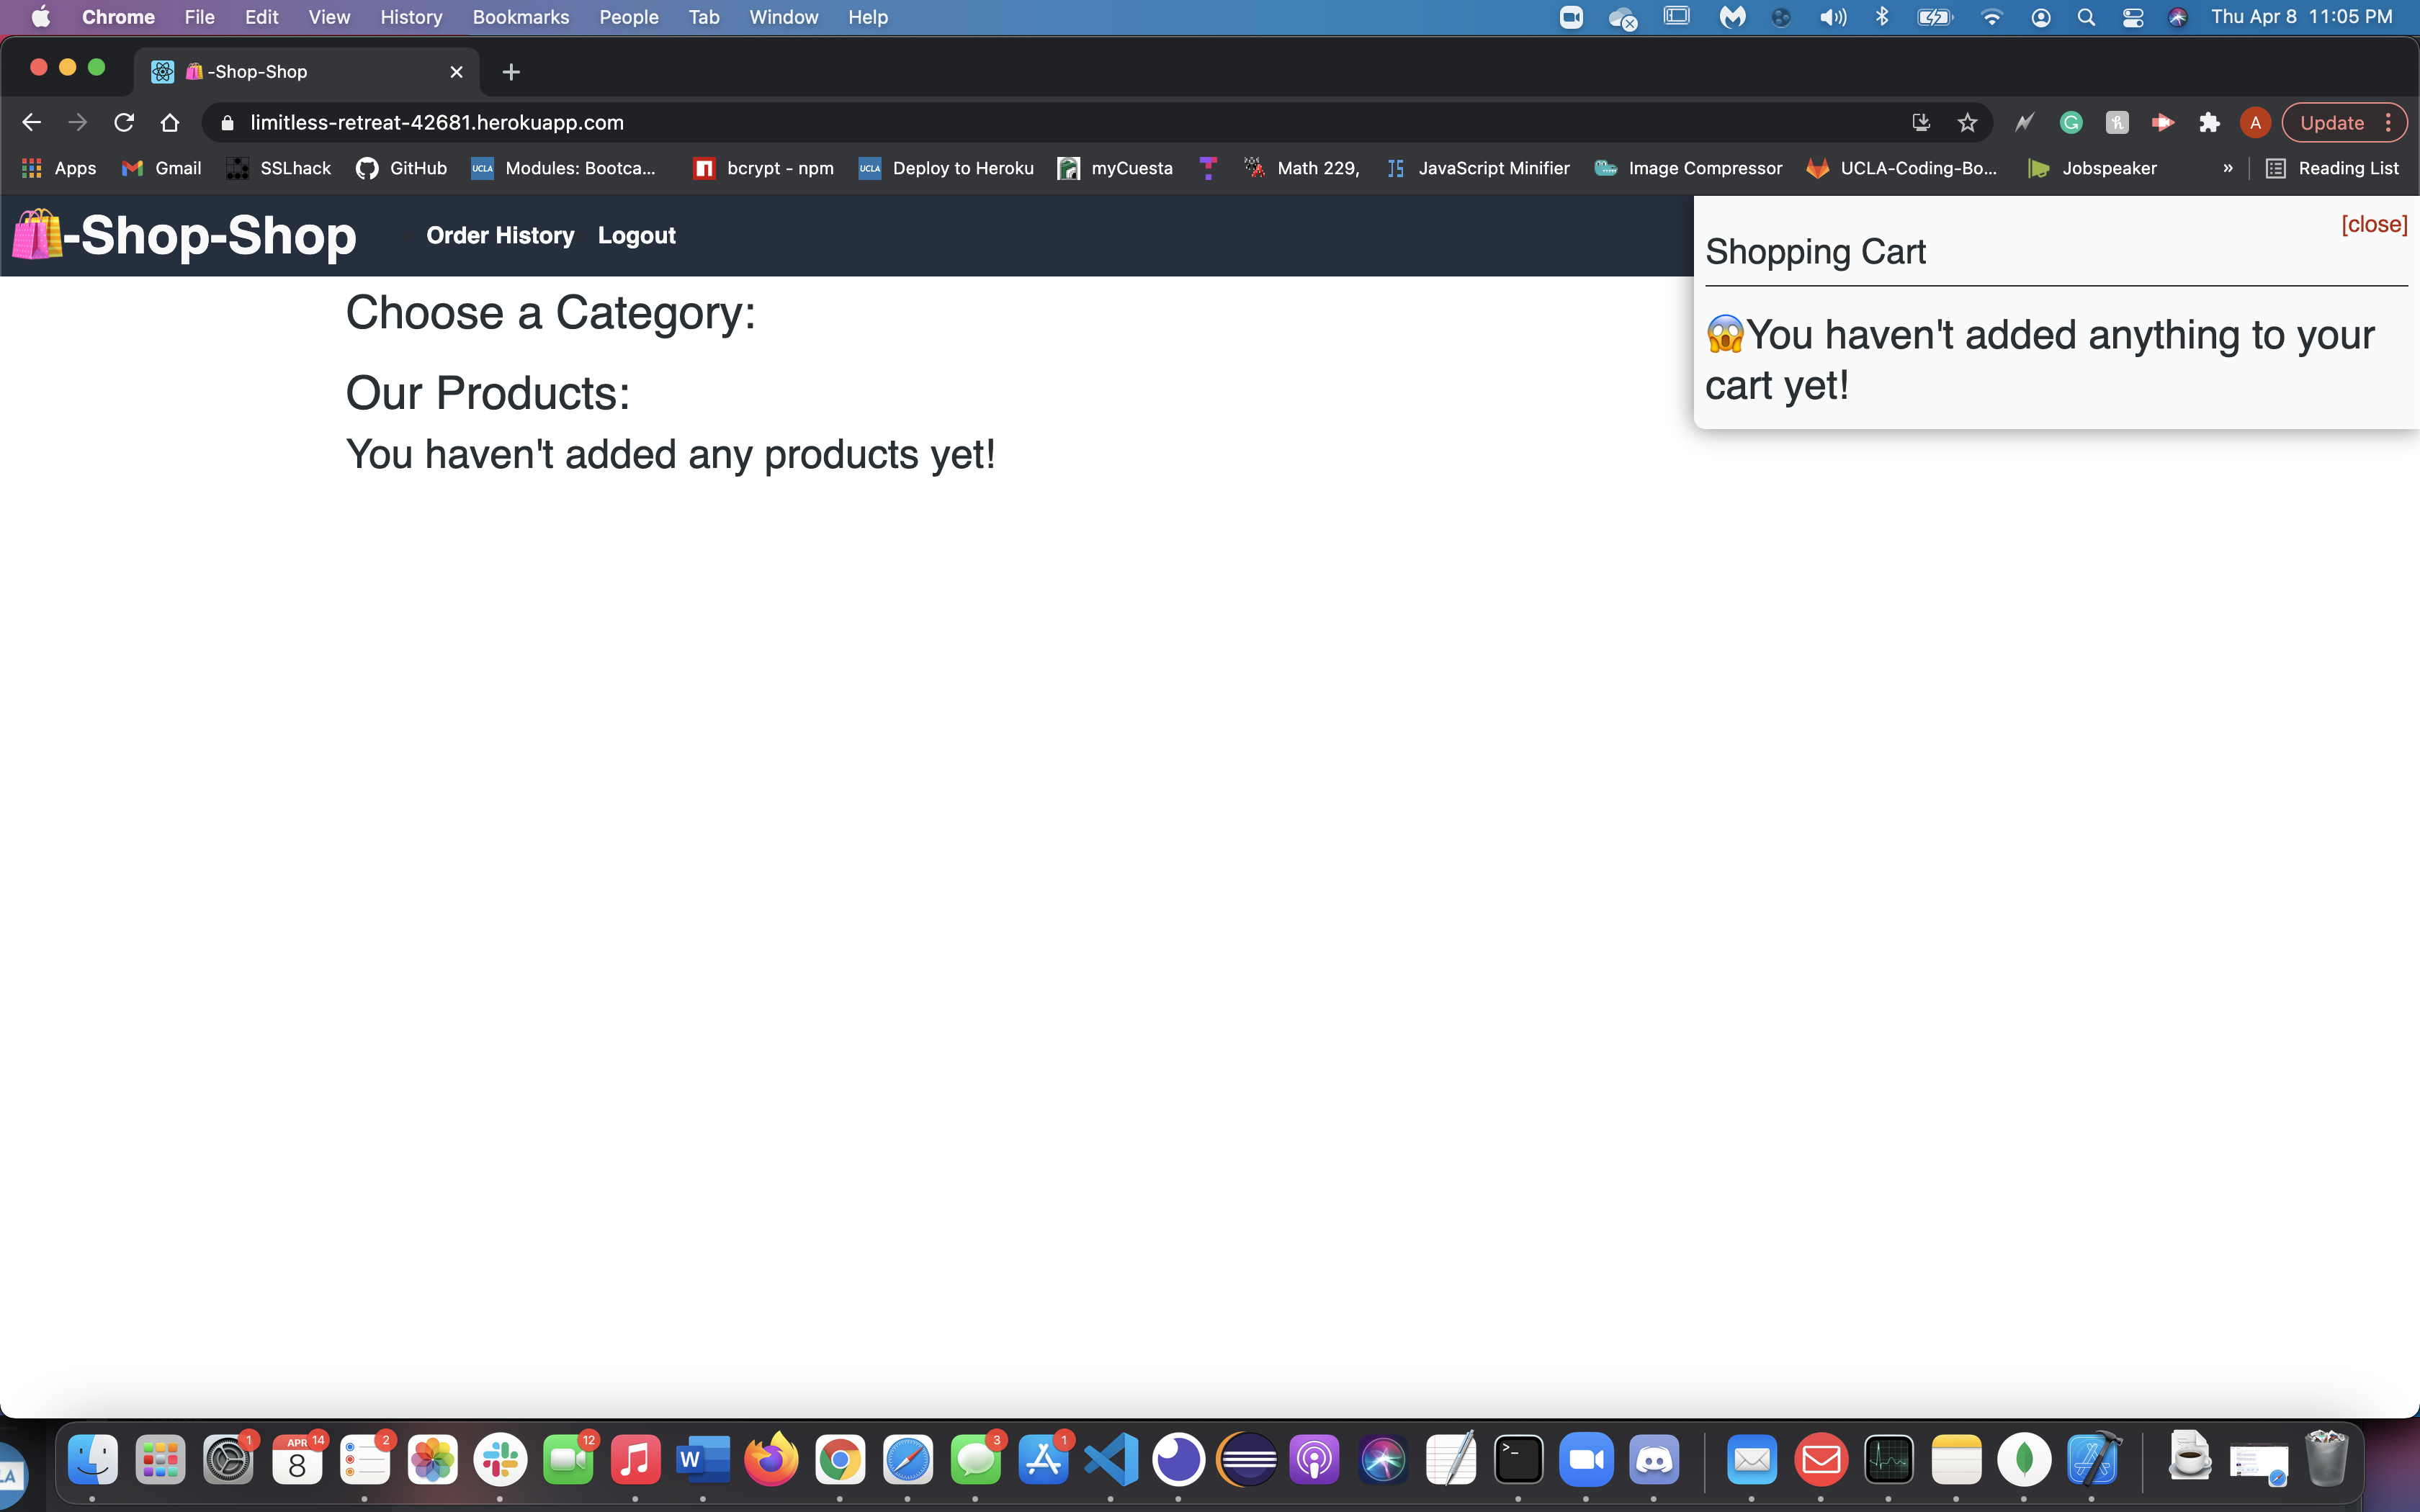 Chrome File Edit View History Bookmarks People Tab Window Help Thu Apr 8 11:05 PM
-Shop-Shop
limitless-retreat-42681.herokuapp.com A Update
Apps Gmail SSLhack GitHub UCLA Modules: Bootca... bcrypt - npm UCLA Deploy to Heroku myCuesta Math 229, JS JavaScript Minifier Image Compressor UCLA-Coding-Bo... Jobspeaker » Reading List
-Shop-Shop Order History Logout
[close]
Shopping Cart
😱You haven't added anything to your
cart yet!
Choose a Category:
Our Products:
You haven't added any products yet!
1 APR 14 2 12 3 1
8 W
LA